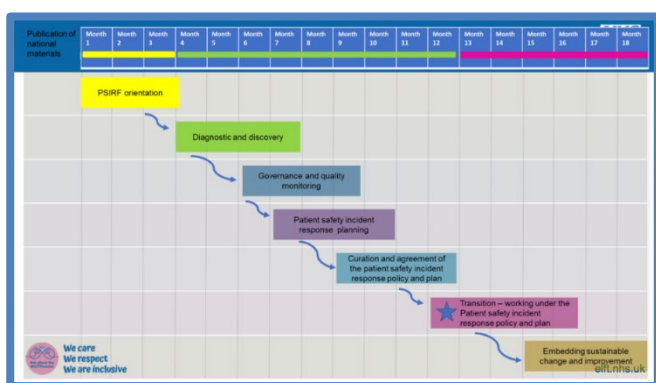 Publication of
national
materials
Month
1
Month
2
Month
3
Month
4
Month
5
Month
6
Month
7
Month
8
Month
9
Month
10
Month
11
Month
12
Month
13
Month
14
Month
15
Month
16
Month
17
Month
18
PSIRF orientation
Diagnostic and discovery
Governance and quality
monitoring
Patient safety incident
response planning
Curation and agreement of
the patient safety incident
response policy and plan
Transition – working under the
Patient safety incident
response policy and plan
Embedding sustainable
change and improvement
We care
We respect
We are inclusive
elft.nhs.uk